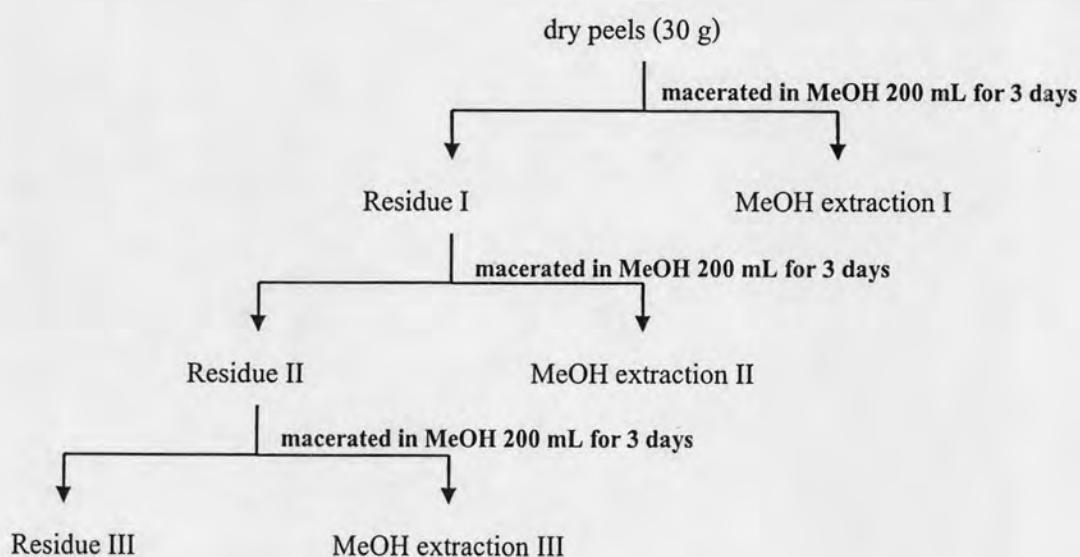 dry peels (30 g)
macerated in MeOH 200 mL for 3 days
Residue I
MeOH extraction I
macerated in MeOH 200 mL for 3 days
Residue II
MeOH extraction II
macerated in MeOH 200 mL for 3 days
Residue III
MeOH extraction III